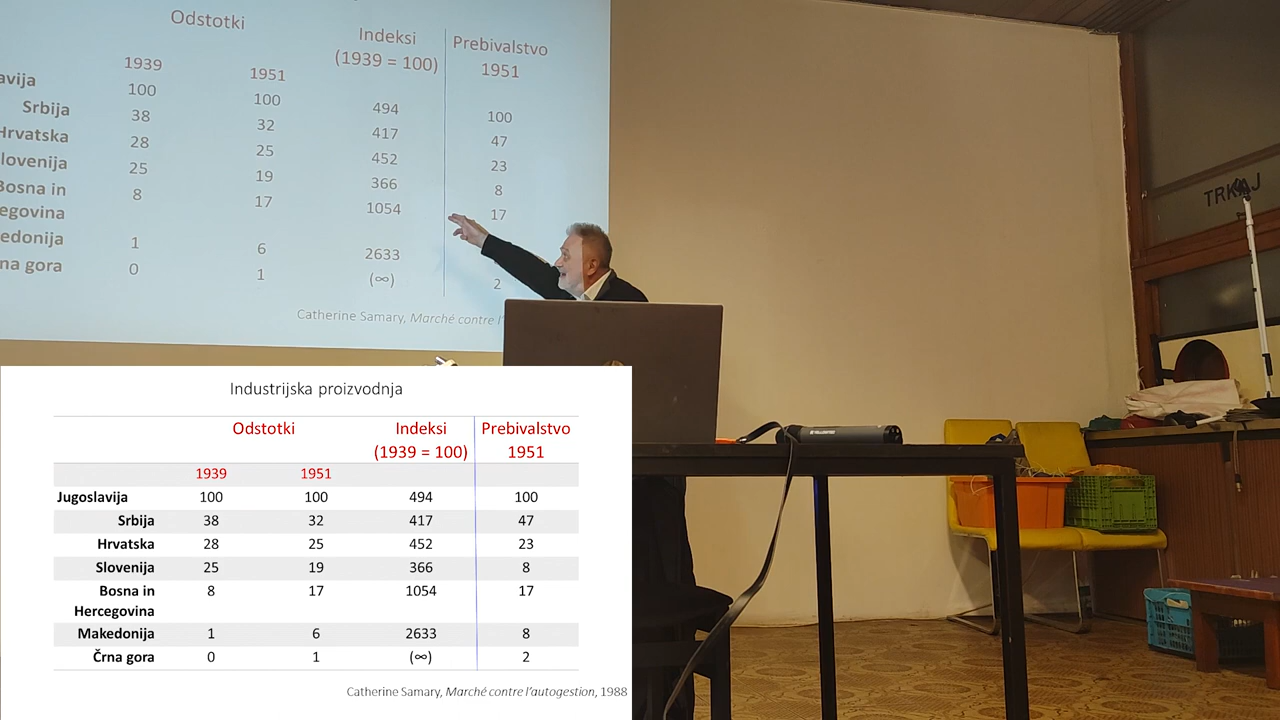 Odstotki
Indeksi
(1939 = 100)
Prebivalstvo
1951
1939
1951
avija 100 100 494 100
Srbija 38 32 417 47
Hrvatska 28 25 452 23
lovenija 25 19 366 8
Bosna in 8 17 1054 17
egovina
edonija 1 6 2633
na gora 0 1 (∞) 2
Catherine Samary, Marché contre l'
TRKAJ
Industrijska proizvodnja
Odstotki Indeksi Prebivalstvo
(1939 = 100) 1951
1939 1951
Jugoslavija 100 100 494 100
Srbija 38 32 417 47
Hrvatska 28 25 452 23
Slovenija 25 19 366 8
Bosna in 8 17 1054 17
Hercegovina
Makedonija 1 6 2633 8
Črna gora 0 1 (∞) 2
Catherine Samary, Marché contre l'autogestion, 1988